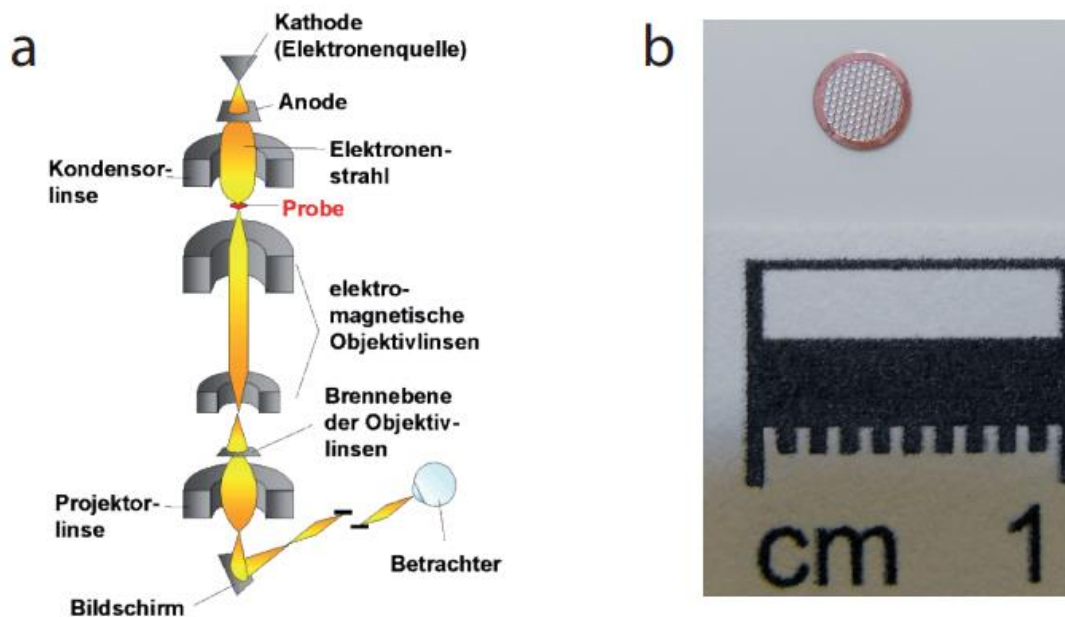 a
Kathode
(Elektronenquelle)
Anode
Elektronen-
strahl
Kondensor-
linse
Probe
elektro-
magnetische
Objektivlinsen
Brennebene
der Objektiv-
linsen
Projektor-
linse
Betrachter
Bildschirm
b
cm 1